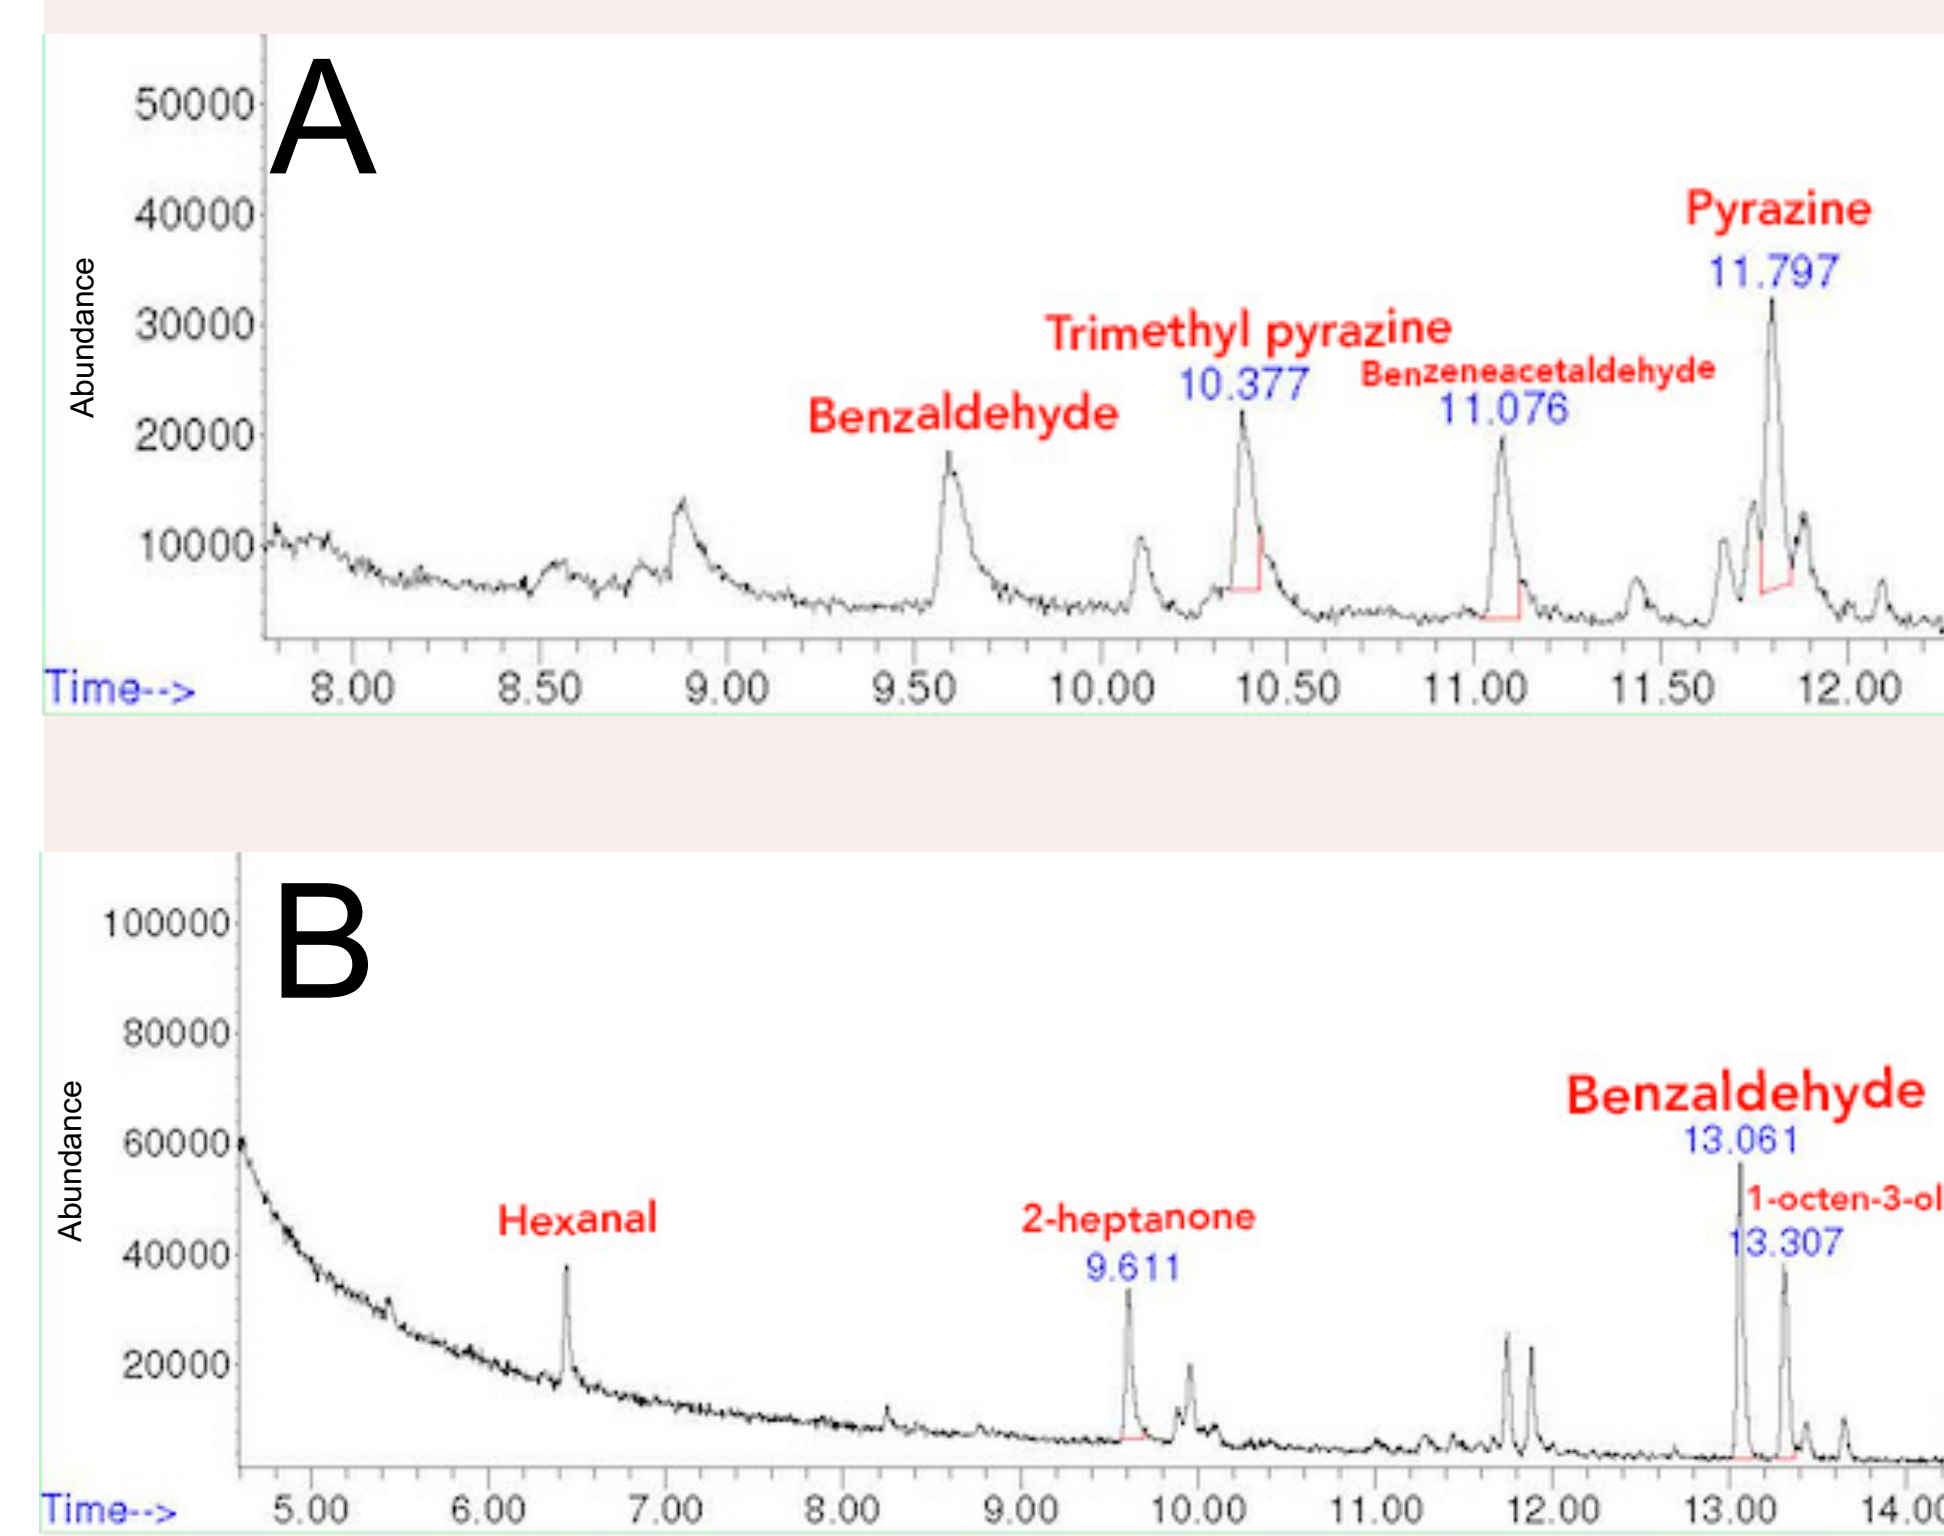 A
50000
40000
30000
20000
10000
Abundance
Pyrazine
11.797
Trimethyl pyrazine
10.377
Benzeneacetaldehyde
11.076
Benzaldehyde
Time-->
8.00 8.50 9.00 9.50 10.00 10.50 11.00 11.50 12.00
B
100000
80000
60000
40000
20000
Abundance
Benzaldehyde
13.061
1-octen-3-ol
13.307
Hexanal
2-heptanone
9.611
Time-->
5.00 6.00 7.00 8.00 9.00 10.00 11.00 12.00 13.00 14.00